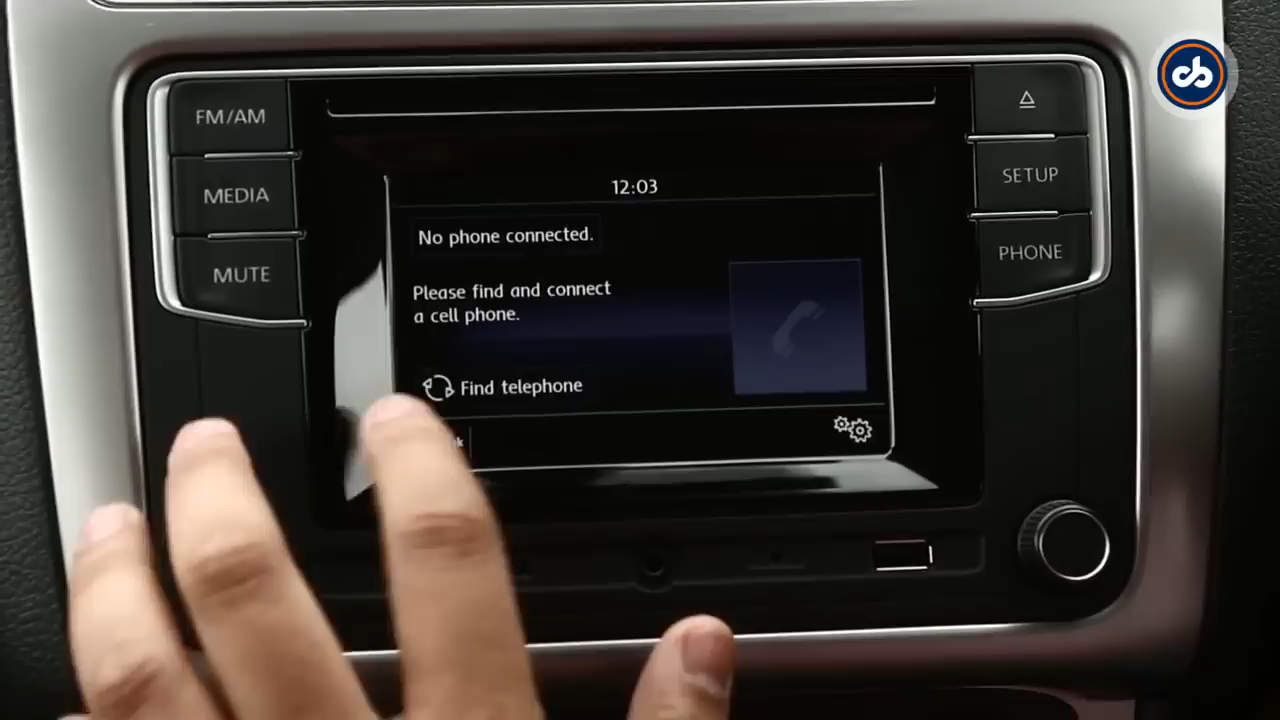 FM/AM
MEDIA
MUTE
12:03
No phone connected.
Please find and connect
a cell phone.
Find telephone
SETUP
PHONE
cb